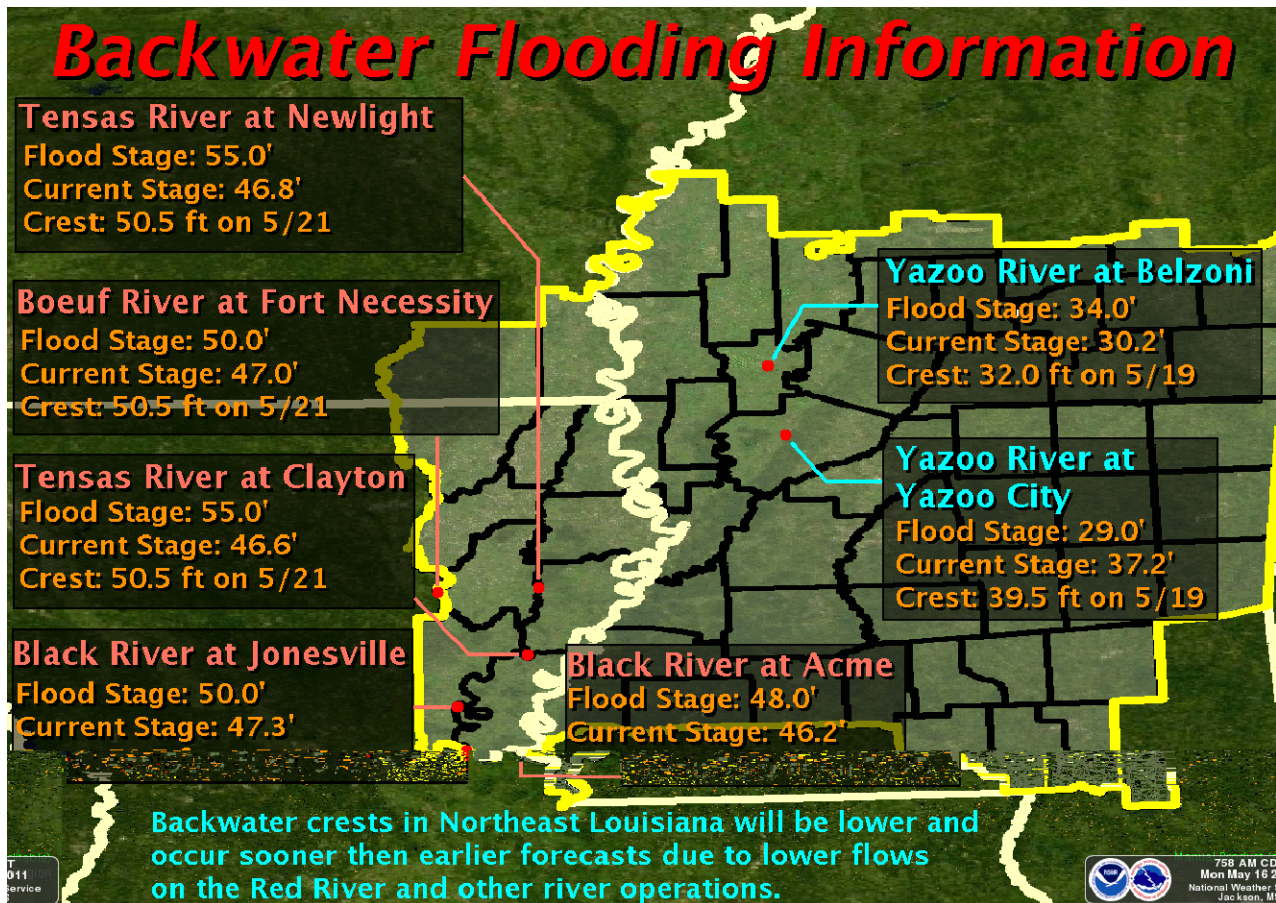 Backwater Flooding Information
Tensas River at Newlight
Flood Stage: 55.0'
Current Stage: 46.8'
Crest: 50.5 ft on 5/21
Boeuf River at Fort Necessity
Flood Stage: 50.0'
Current Stage: 47.0'
Crest: 50.5 ft on 5/21
Tensas River at Clayton
Flood Stage: 55.0'
Current Stage: 46.6'
Crest: 50.5 ft on 5/21
Black River at Jonesville
Flood Stage: 50.0'
Current Stage: 47.3'
Yazoo River at Belzoni
Flood Stage: 34.0'
Current Stage: 30.2'
Crest: 32.0 ft on 5/19
Yazoo River at
Yazoo City
Flood Stage: 29.0'
Current Stage: 37.2'
Crest: 39.5 ft on 5/19
Black River at Acme
Flood Stage: 48.0'
Current Stage: 46.2'
Backwater crests in Northeast Louisiana will be lower and
occur sooner then earlier forecasts due to lower flows
on the Red River and other river operations.
T
011
Service
758 AM CD
Mon May 16 2
National Weather S
Jackson, M